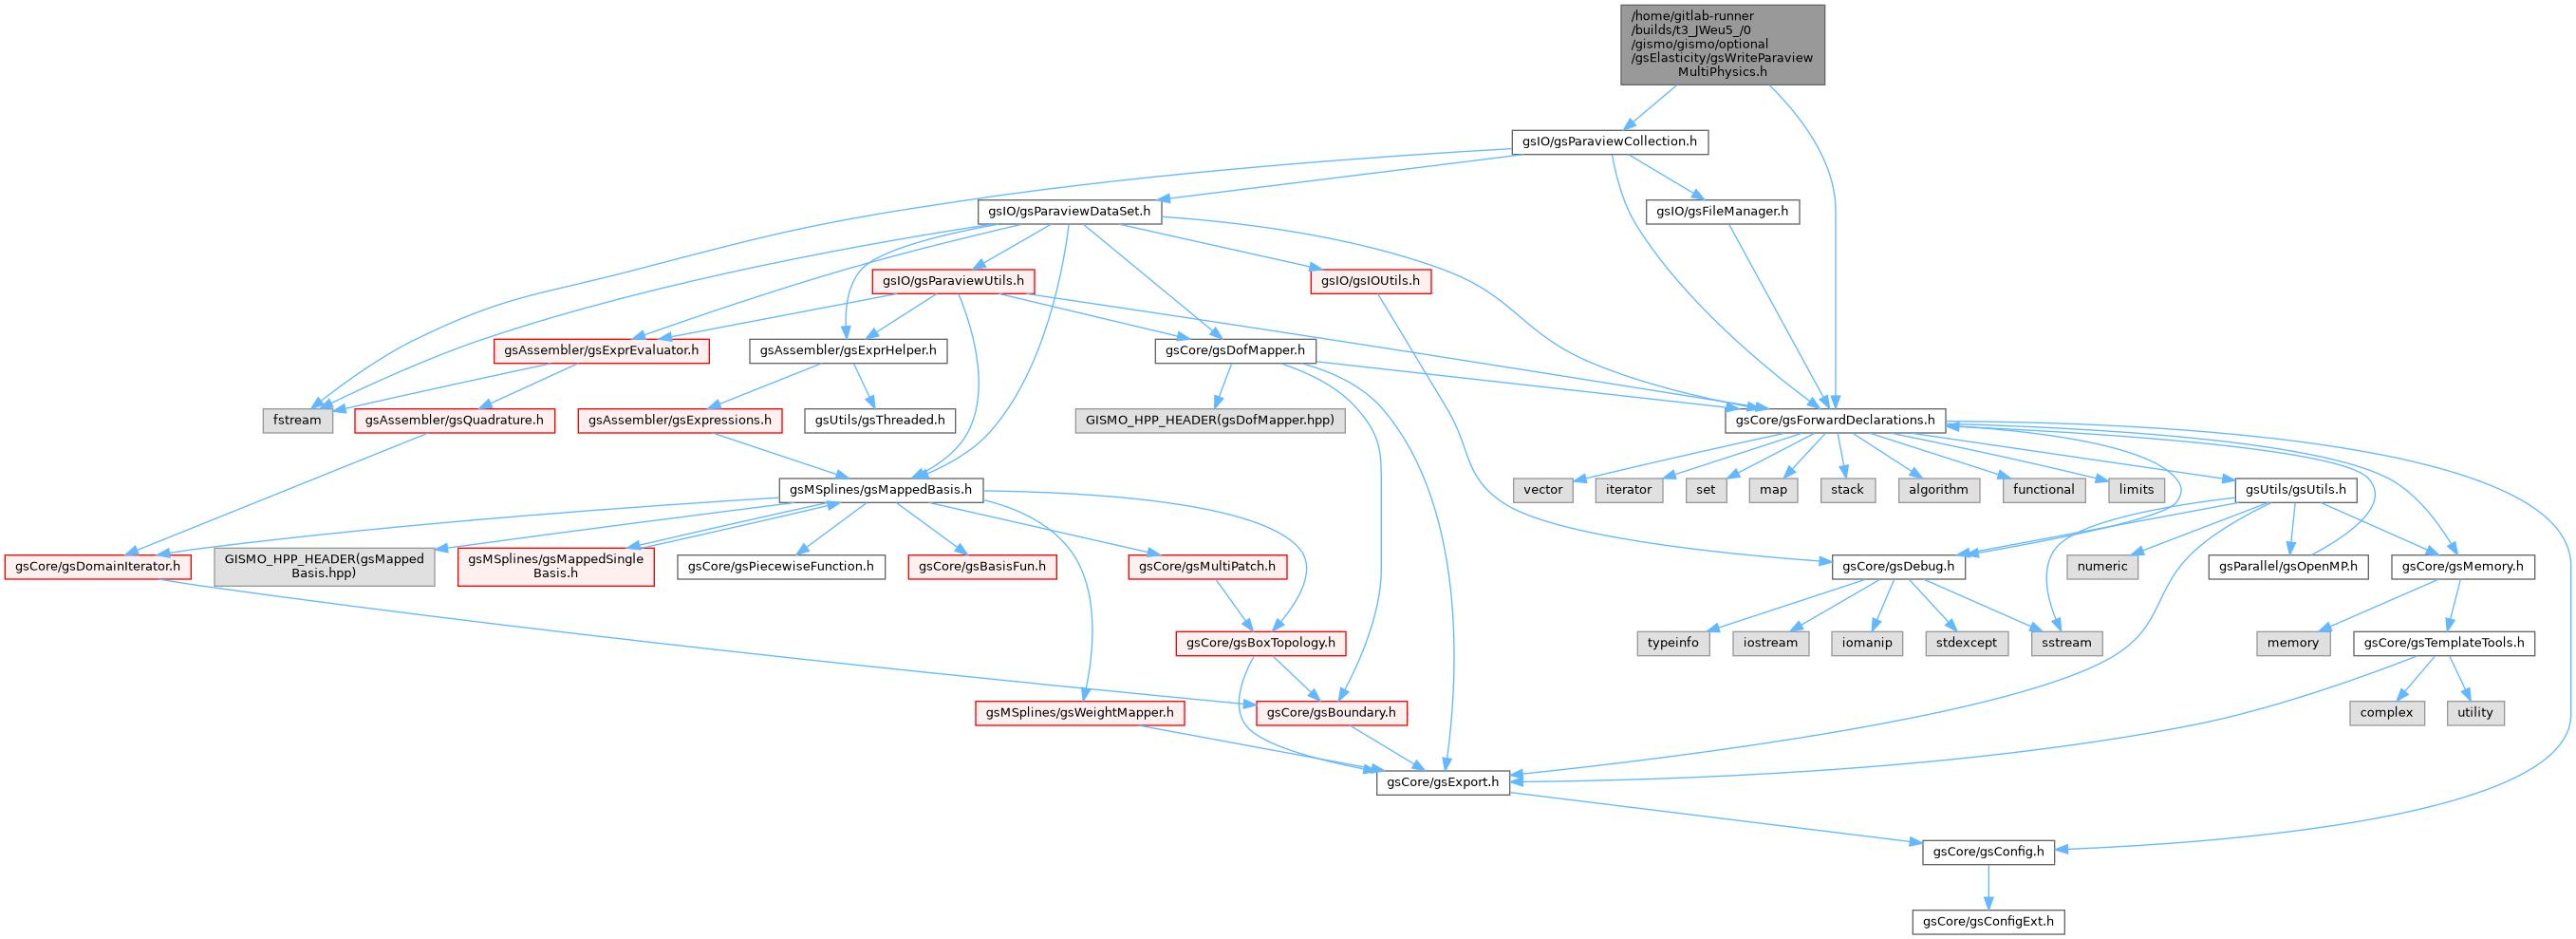 /home/gitlab-runner
/builds/t3_JWeu5_/0
/gismo/gismo/optional
/gsElasticity/gsWriteParaview
MultiPhysics.h
gsIO/gsParaviewCollection.h
gsIO/gsParaviewDataSet.h
gsIO/gsFileManager.h
gsIO/gsParaviewUtils.h
gsIO/gsIOUtils.h
gsAssembler/gsExprEvaluator.h
gsAssembler/gsExprHelper.h
gsCore/gsDofMapper.h
fstream
gsAssembler/gsQuadrature.h
gsAssembler/gsExpressions.h
gsUtils/gsThreaded.h
GISMO_HPP_HEADER(gsDofMapper.hpp)
gsCore/gsForwardDeclarations.h
gsMSplines/gsMappedBasis.h
vector
iterator
set
map
stack
algorithm
functional
limits
gsUtils/gsUtils.h
gsCore/gsDomainIterator.h
GISMO_HPP_HEADER(gsMapped
Basis.hpp)
gsMSplines/gsMappedSingle
Basis.h
gsCore/gsPiecewiseFunction.h
gsCore/gsBasisFun.h
gsCore/gsMultiPatch.h
gsCore/gsDebug.h
numeric
gsParallel/gsOpenMP.h
gsCore/gsMemory.h
gsCore/gsBoxTopology.h
typeinfo
iostream
iomanip
stdexcept
sstream
memory
gsCore/gsTemplateTools.h
gsMSplines/gsWeightMapper.h
gsCore/gsBoundary.h
complex
utility
gsCore/gsExport.h
gsCore/gsConfig.h
gsCore/gsConfigExt.h